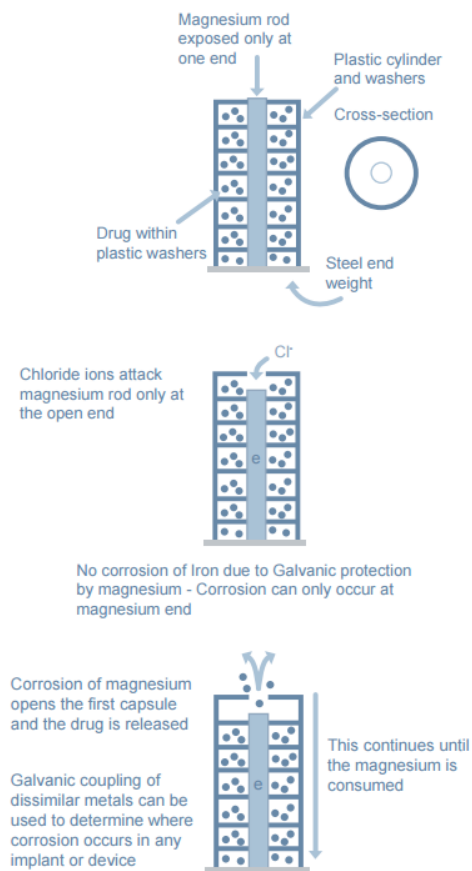 Magnesium rod
exposed only at
one end
Plastic cylinder
and washers
Cross-section
Drug within
plastic washers
Steel end
weight
Cl-
Chloride ions attack
magnesium rod only at
the open end
e
No corrosion of Iron due to Galvanic protection
by magnesium - Corrosion can only occur at
magnesium end
Corrosion of magnesium
opens the first capsule
and the drug is released
This continues until
the magnesium is
consumed
e
Galvanic coupling of
dissimilar metals can be
used to determine where
corrosion occurs in any
implant or device